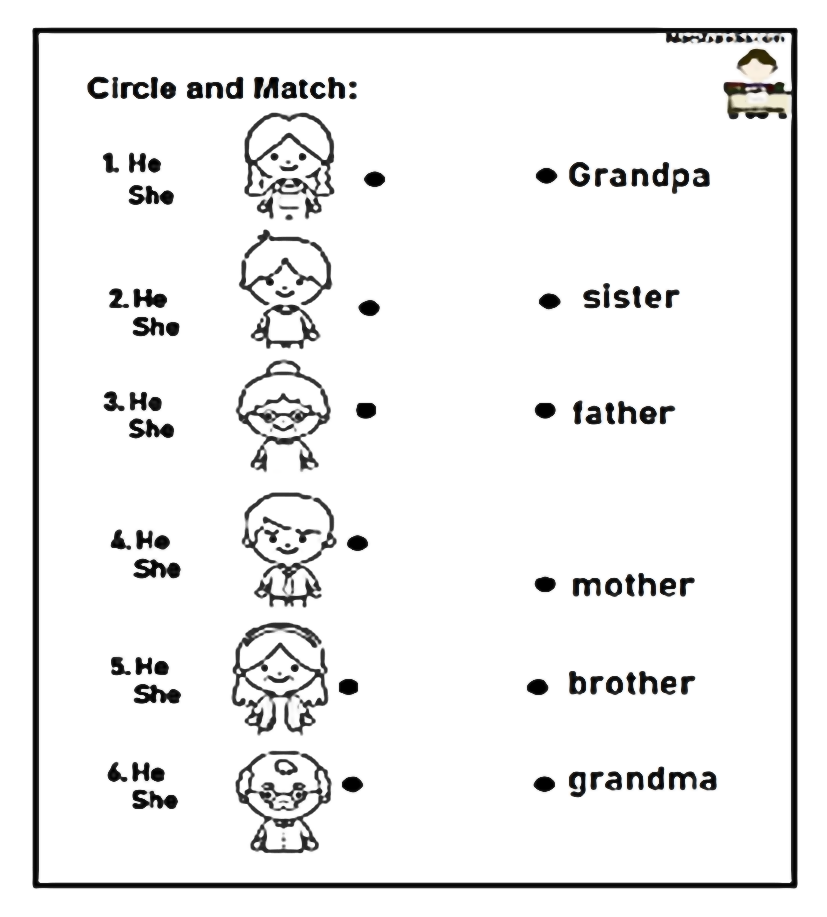 Circle and Match:
1. He
She
Grandpa
2. He
She
sister
3. He
She
father
4. He
She
mother
5. He
She
brother
6. He
She
grandma